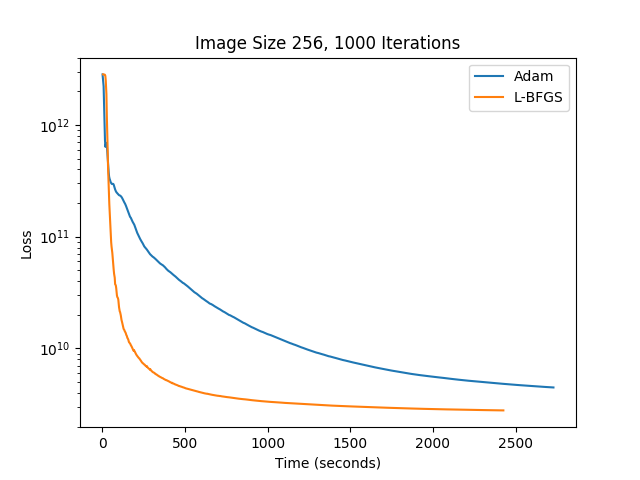 Image Size 256, 1000 Iterations
Adam
L-BFGS
10^12
10^11
10^10
Loss
0 500 1000 1500 2000 2500
Time (seconds)